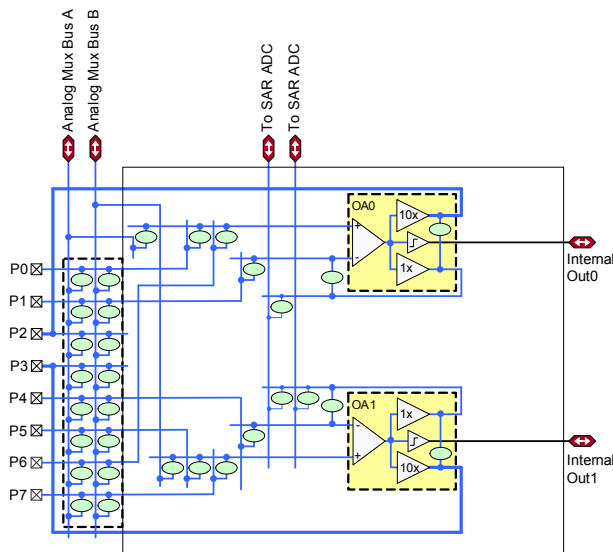 Analog Mux Bus A
Analog Mux Bus B
To SAR ADC
To SAR ADC
OA0
10x
+
-
1x
Internal
Out0
P0
P1
P2
P3
P4
P5
P6
P7
OA1
1x
-
+
10x
Internal
Out1